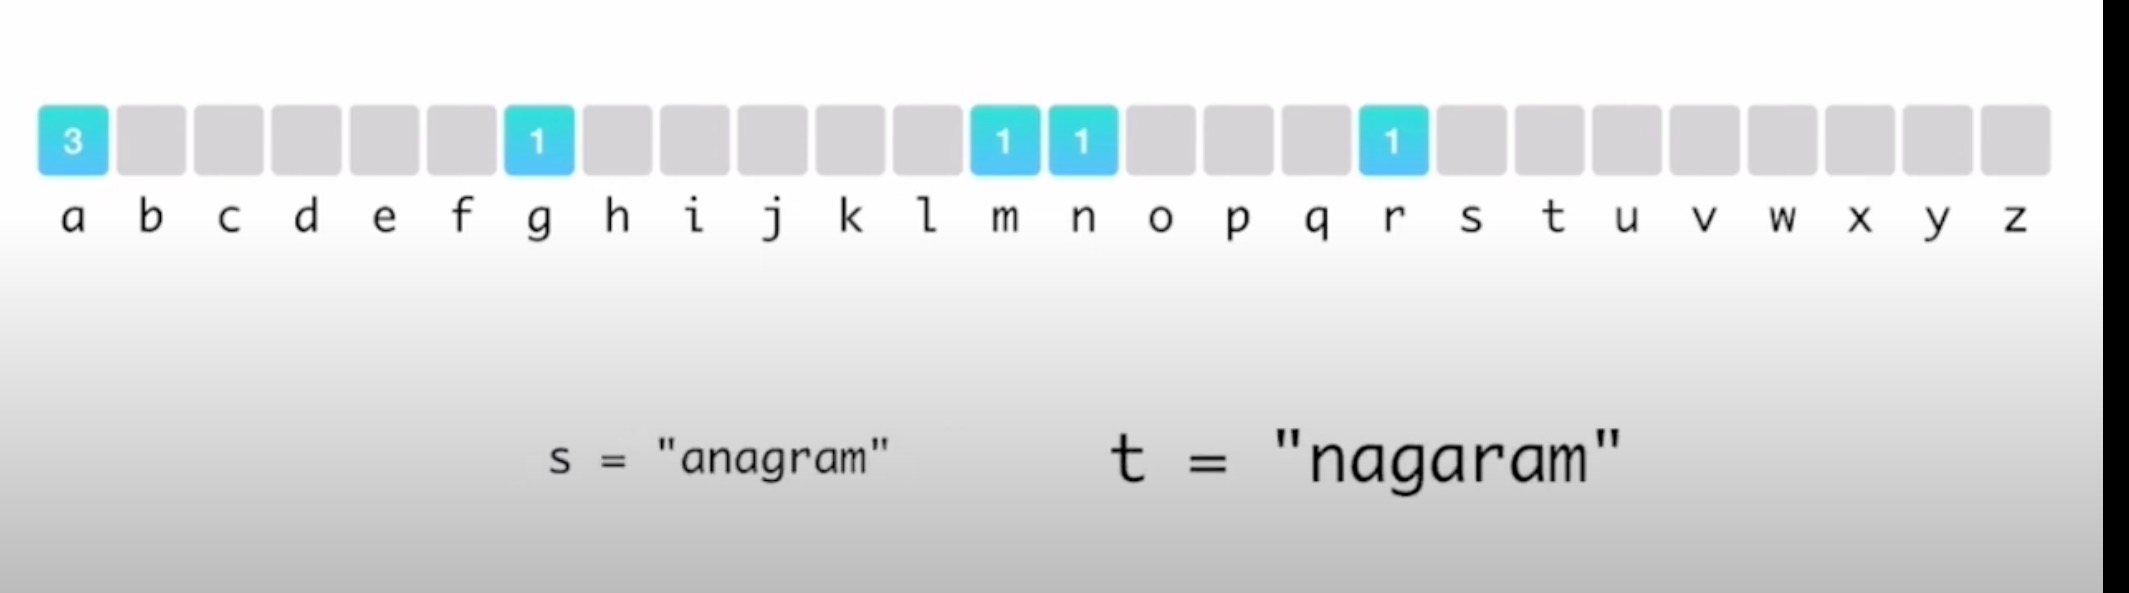 3 1 1 1 1
a b c d e f g h i j k l m n o p q r s t u v w x y z
s = "anagram" t = "nagaram"